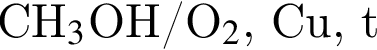 CH₃OH/O₂, Cu, t